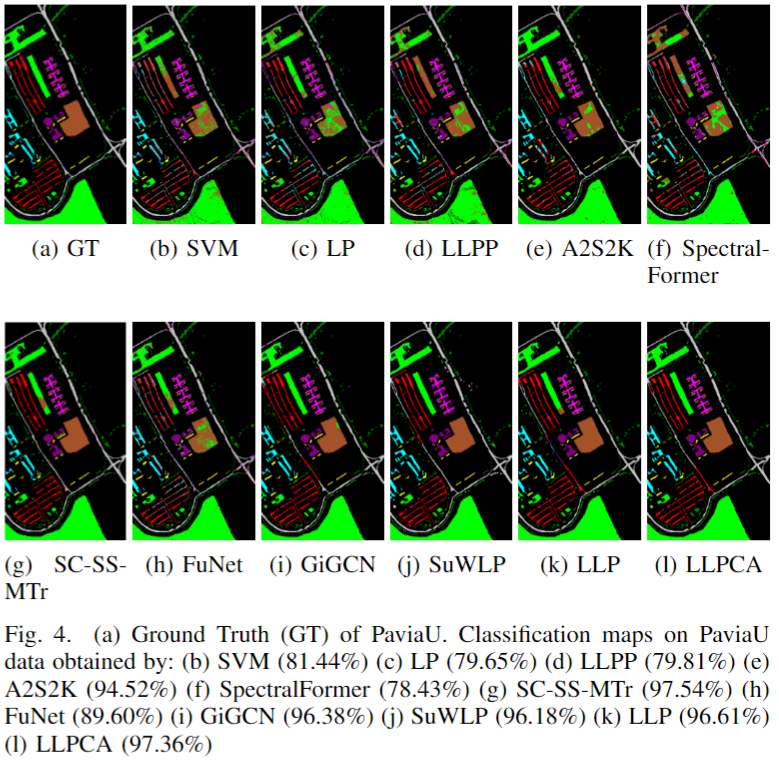 (a) GT (b) SVM (c) LP (d) LLPP (e) A2S2K (f) Spectral-
Former
(g) SC-SS- (h) FuNet (i) GiGCN (j) SuWLP (k) LLP (l) LLPCA
MTr
Fig. 4. (a) Ground Truth (GT) of PaviaU. Classification maps on PaviaU
data obtained by: (b) SVM (81.44%) (c) LP (79.65%) (d) LLPP (79.81%) (e)
A2S2K (94.52%) (f) SpectralFormer (78.43%) (g) SC-SS-MTr (97.54%) (h)
FuNet (89.60%) (i) GiGCN (96.38%) (j) SuWLP (96.18%) (k) LLP (96.61%)
(l) LLPCA (97.36%)